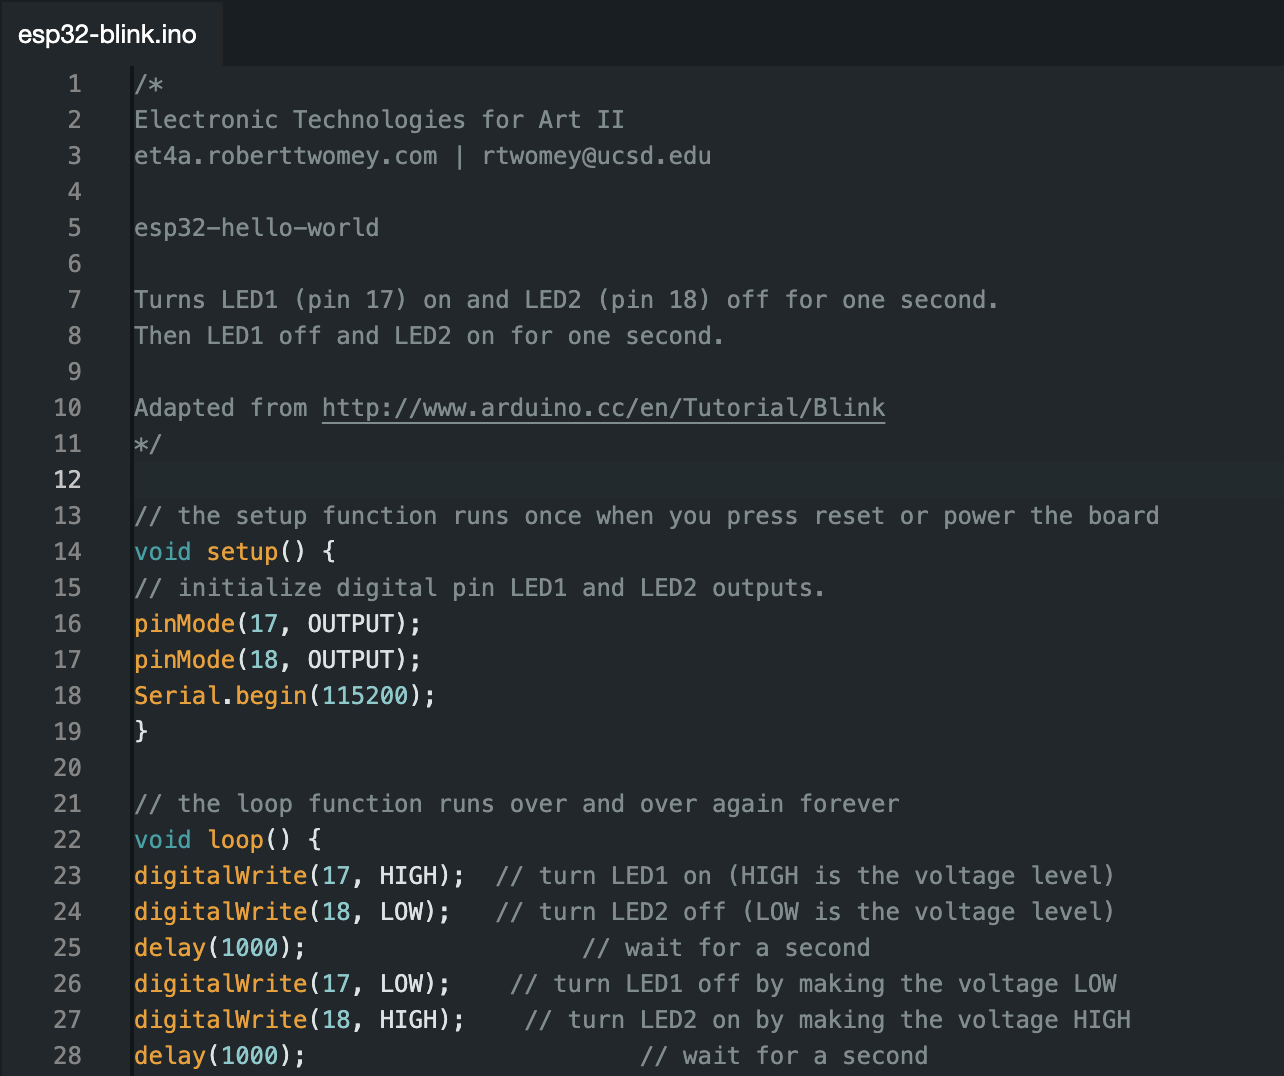 esp32-blink.ino
1 /*
2 Electronic Technologies for Art II
3 et4a.roberttwomey.com | rtwomey@ucsd.edu
4
5 esp32-hello-world
6
7 Turns LED1 (pin 17) on and LED2 (pin 18) off for one second.
8 Then LED1 off and LED2 on for one second.
9
10 Adapted from http://www.arduino.cc/en/Tutorial/Blink
11 */
12
13 // the setup function runs once when you press reset or power the board
14 void setup() {
15 // initialize digital pin LED1 and LED2 outputs.
16 pinMode(17, OUTPUT);
17 pinMode(18, OUTPUT);
18 Serial.begin(115200);
19 }
20
21 // the loop function runs over and over again forever
22 void loop() {
23 digitalWrite(17, HIGH);  // turn LED1 on (HIGH is the voltage level)
24 digitalWrite(18, LOW);   // turn LED2 off (LOW is the voltage level)
25 delay(1000);                   // wait for a second
26 digitalWrite(17, LOW);    // turn LED1 off by making the voltage LOW
27 digitalWrite(18, HIGH);    // turn LED2 on by making the voltage HIGH
28 delay(1000);                       // wait for a second